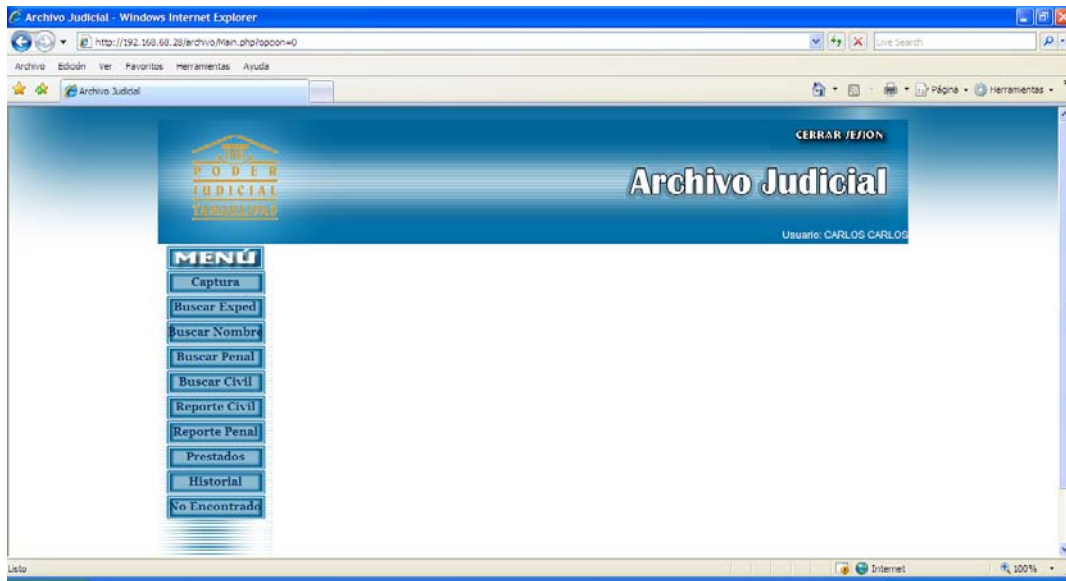 Archivo Judicial - Windows Internet Explorer
http://192.168.68.28/archivo/Main.php?opcion=0
Live Search
Archivo Edición Ver Favoritos Herramientas Ayuda
Archivo Judicial
Página Herramientas
CERRAR SESION
PODER
JUDICIAL
TAMAULIPAS
Archivo Judicial
Usuario: CARLOS CARLOS
MENÚ
Captura
Buscar Exped
Buscar Nombre
Buscar Penal
Buscar Civil
Reporte Civil
Reporte Penal
Prestados
Historial
No Encontrado
Listo
Internet
100%